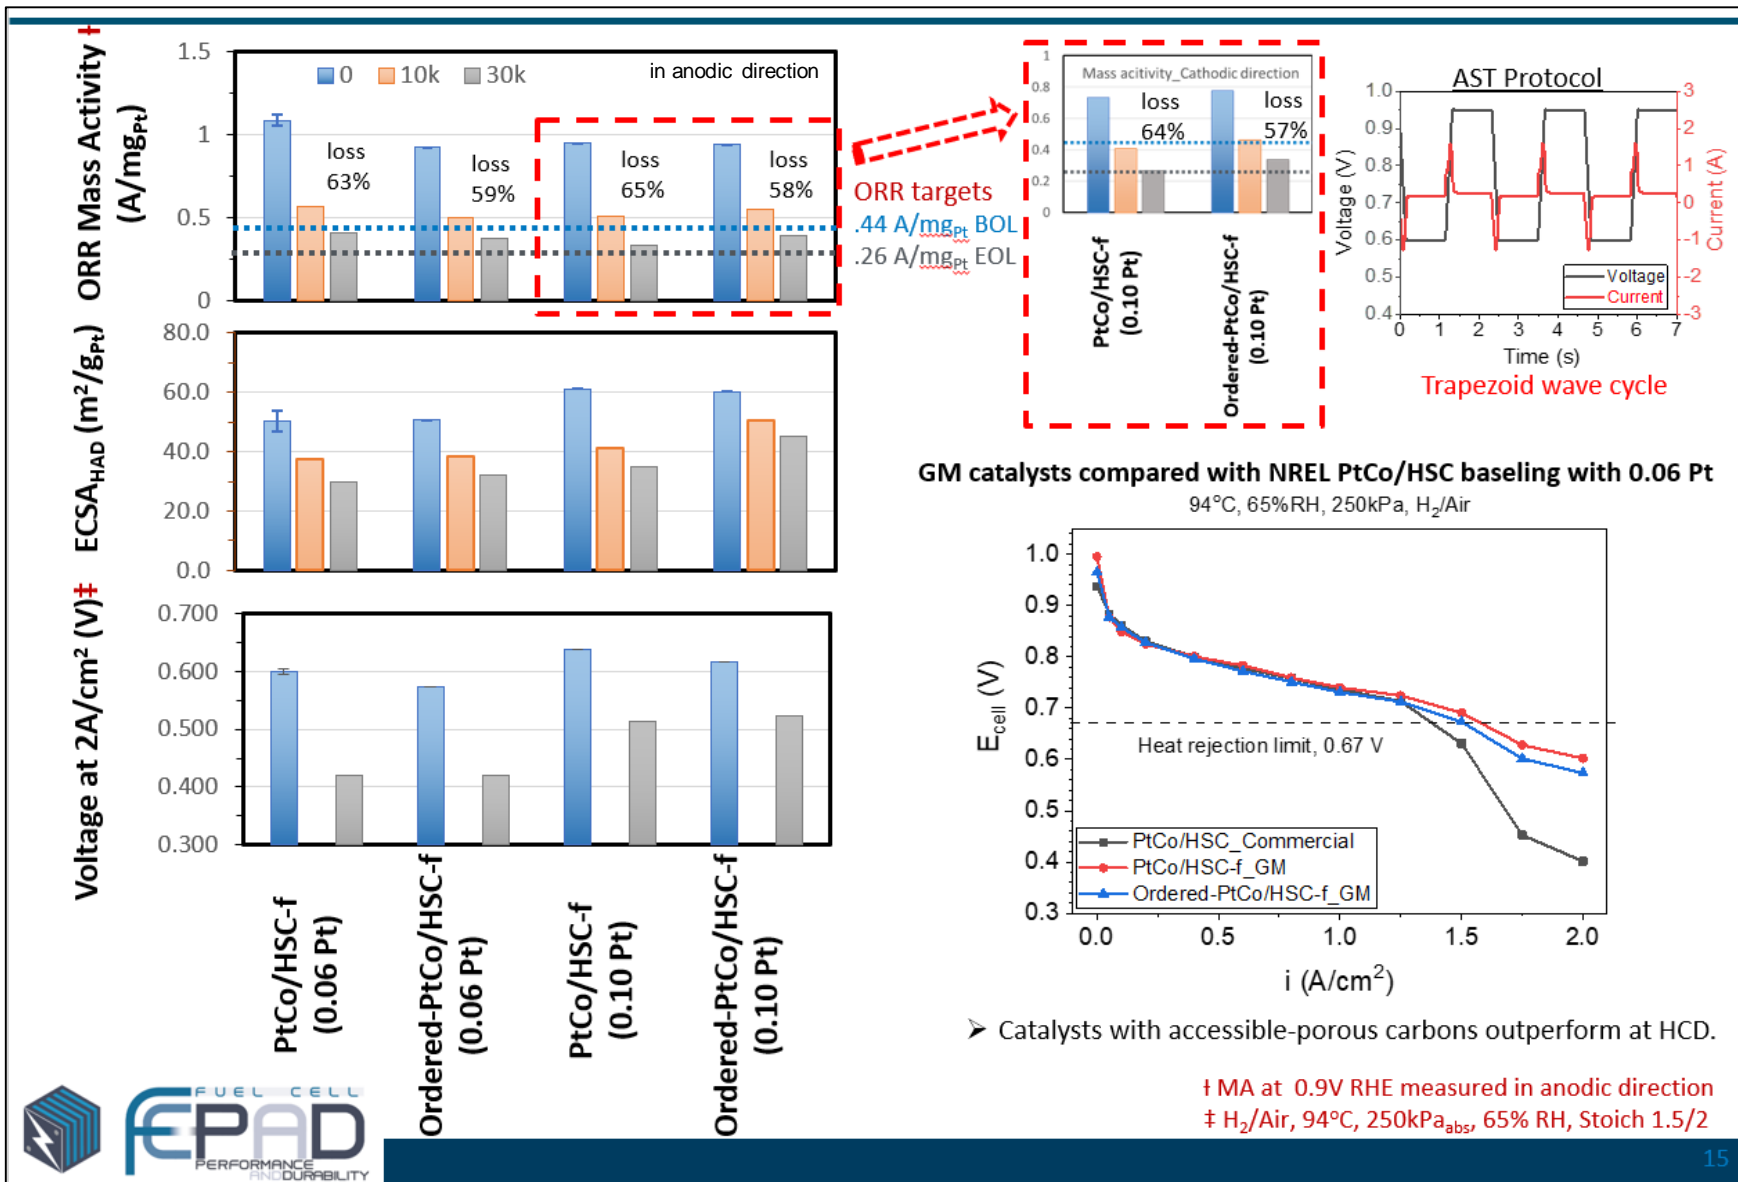 ORR Mass Activity ‡
(A/mgPt)
1.5
1
0.5
0
0 10k 30k
in anodic direction
loss
63%
loss
59%
loss
65%
loss
58%
ORR targets
.44 A/mgPt BOL
.26 A/mgPt EOL
1
0.8
0.6
0.4
0.2
0
Mass acitivity_Cathodic direction
loss
64%
loss
57%
PtCo/HSC-f
(0.10 Pt)
Ordered-PtCo/HSC-f
(0.10 Pt)
AST Protocol
Voltage (V)
1.0
0.9
0.8
0.7
0.6
0.5
0.4
3
2
1
0
-1
-2
-3
Current (A)
Voltage
Current
0 1 2 3 4 5 6 7
Time (s)
Trapezoid wave cycle
ECSAHAD (m²/gPt)
80.0
60.0
40.0
20.0
0.0
Voltage at 2A/cm² (V)‡
0.700
0.600
0.500
0.400
0.300
PtCo/HSC-f
(0.06 Pt)
Ordered-PtCo/HSC-f
(0.06 Pt)
PtCo/HSC-f
(0.10 Pt)
Ordered-PtCo/HSC-f
(0.10 Pt)
GM catalysts compared with NREL PtCo/HSC baseling with 0.06 Pt
94°C, 65%RH, 250kPa, H₂/Air
Ecell (V)
1.0
0.9
0.8
0.7
0.6
0.5
0.4
0.3
Heat rejection limit, 0.67 V
PtCo/HSC_Commercial
PtCo/HSC-f_GM
Ordered-PtCo/HSC-f_GM
0.0 0.5 1.0 1.5 2.0
i (A/cm²)
➢ Catalysts with accessible-porous carbons outperform at HCD.
ƚ MA at 0.9V RHE measured in anodic direction
‡ H₂/Air, 94°C, 250kPaabs, 65% RH, Stoich 1.5/2
FUEL CELL
FCPAD
PERFORMANCE
ANDDURABILITY
15